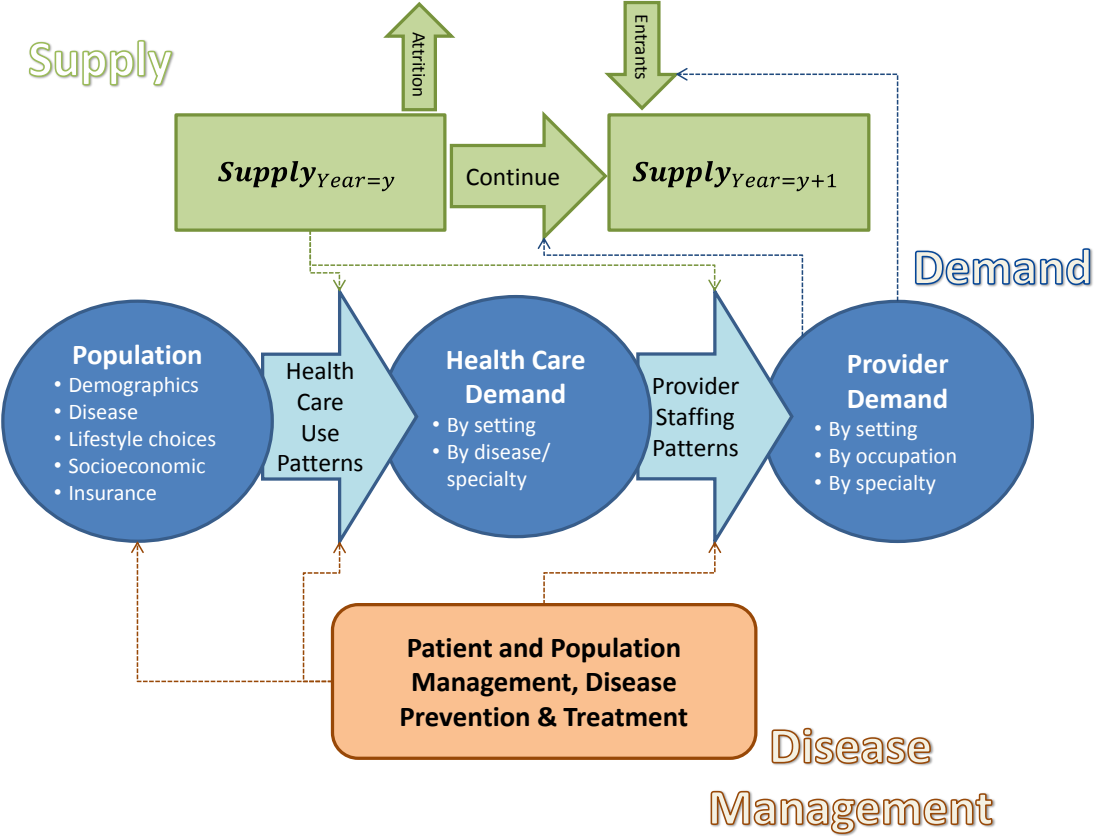 Supply
Attrition
Entrants
Supply Year=y
Continue
Supply Year=y+1
Demand
Population
• Demographics
• Disease
• Lifestyle choices
• Socioeconomic
• Insurance
Health
Care
Use
Patterns
Health Care
Demand
• By setting
• By disease/
specialty
Provider
Staffing
Patterns
Provider
Demand
• By setting
• By occupation
• By specialty
Patient and Population
Management, Disease
Prevention & Treatment
Disease
Management